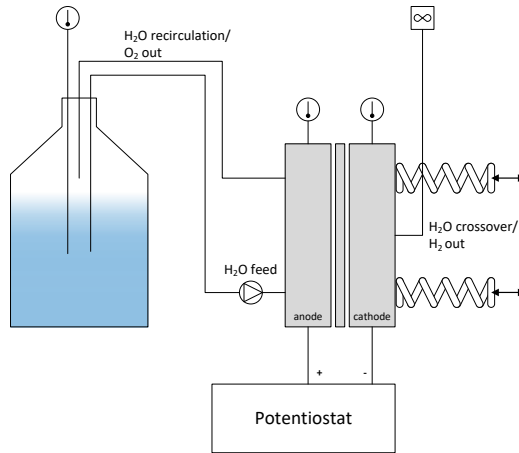 H₂O recirculation/
O₂ out
∞
H₂O crossover/
H₂ out
H₂O feed
anode
cathode
+
-
Potentiostat